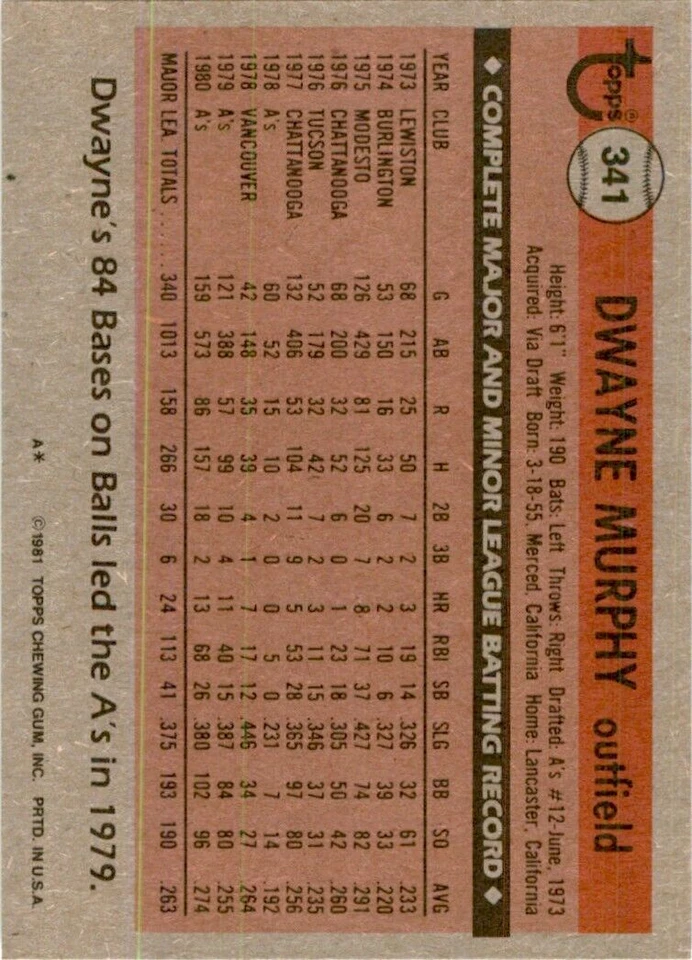 Topps®
341
DWAYNE MURPHY outfield
Height: 6'1" Weight: 190 Bats: Left Throws: Right Drafted: A's #12-June, 1973
Acquired: Via Draft Born: 3-18-55, Merced, California Home: Lancaster, California
◆ COMPLETE MAJOR AND MINOR LEAGUE BATTING RECORD ◆
YEAR CLUB G AB R H 2B 3B HR RBI SB SLG BB SO AVG
1973 LEWISTON 68 215 25 50 7 2 3 19 14 .326 32 61 .233
1974 BURLINGTON 53 150 16 33 6 2 2 10 6 .327 39 33 .220
1975 MODESTO 126 429 81 125 20 7 8 71 37 .427 74 82 .291
1976 CHATTANOOGA 68 200 32 52 6 0 1 23 18 .305 50 42 .260
1976 TUCSON 52 179 32 42 7 2 3 11 15 .346 37 31 .235
1977 CHATTANOOGA 132 406 53 104 11 9 5 53 28 .365 97 80 .256
1978 A's 60 52 15 10 2 0 0 5 0 .231 7 14 .192
1978 VANCOUVER 42 148 35 39 4 1 7 17 12 .446 34 27 .264
1979 A's 121 388 57 99 10 4 11 40 15 .387 84 80 .255
1980 A's 159 573 86 157 18 2 13 68 26 .380 102 96 .274
MAJOR LEA. TOTALS ...... 340 1013 158 266 30 6 24 113 41 .375 193 190 .263
Dwayne's 84 Bases on Balls led the A's in 1979.
A* ©1981 TOPPS CHEWING GUM, INC. PRTD. IN U.S.A.